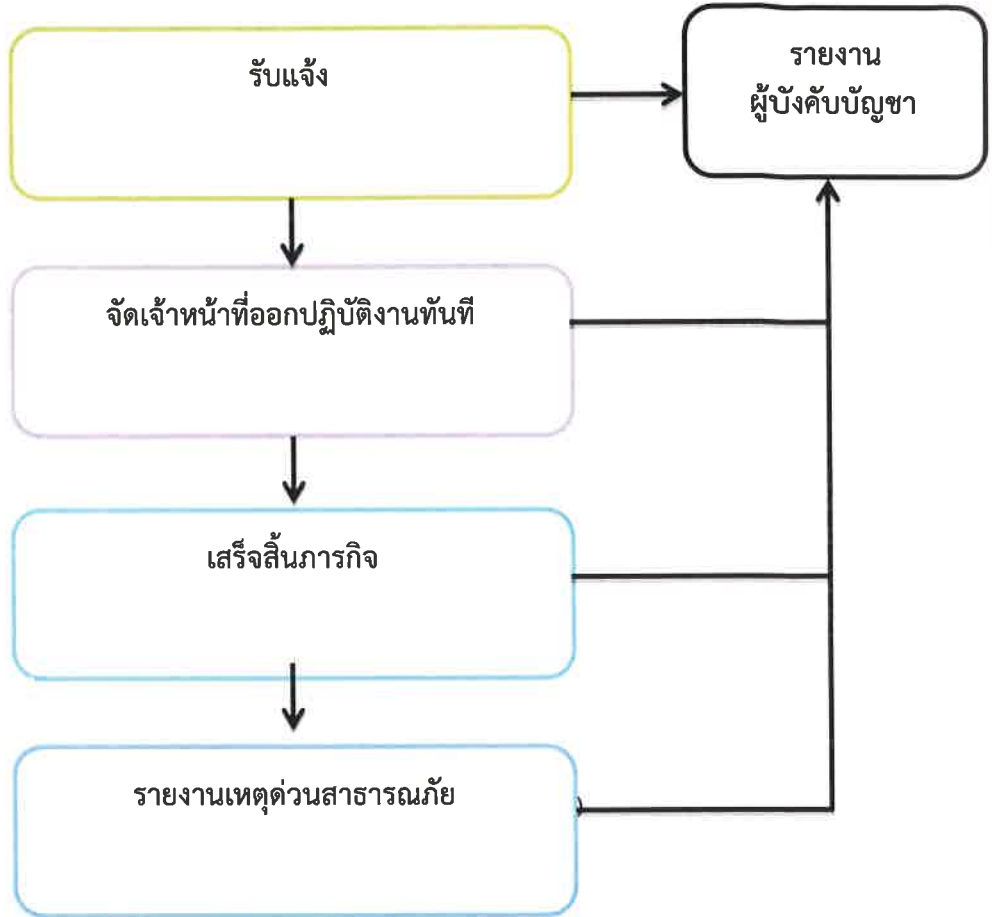 รับแจ้ง
รายงาน
ผู้บังคับบัญชา
จัดเจ้าหน้าที่ออกปฏิบัติงานทันที
เสร็จสิ้นภารกิจ
รายงานเหตุด่วนสาธารณภัย